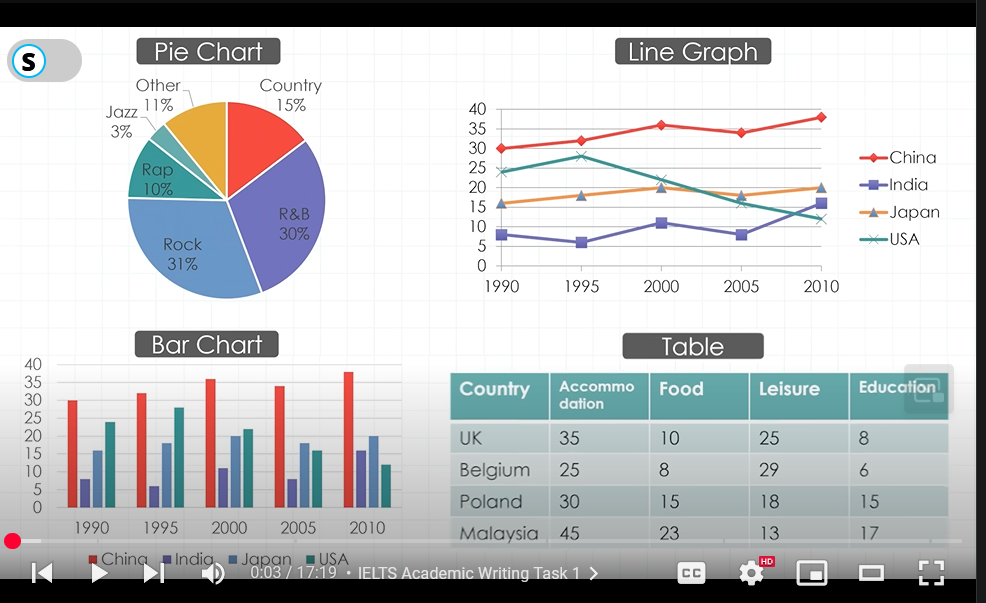 S
Pie Chart
Other
11%
Country
15%
Jazz
3%
Rap
10%
R&B
30%
Rock
31%
Line Graph
40
35
30
25
20
15
10
5
0
1990 1995 2000 2005 2010
China
India
Japan
USA
Bar Chart
40
35
30
25
20
15
10
5
0
1990 1995 2000 2005 2010
China India Japan USA
Table
Country Accommo Food Leisure Education
dation
UK 35 10 25 8
Belgium 25 8 29 6
Poland 30 15 18 15
Malaysia 45 23 13 17
0:03 / 17:19 • IELTS Academic Writing Task 1
CC
HD